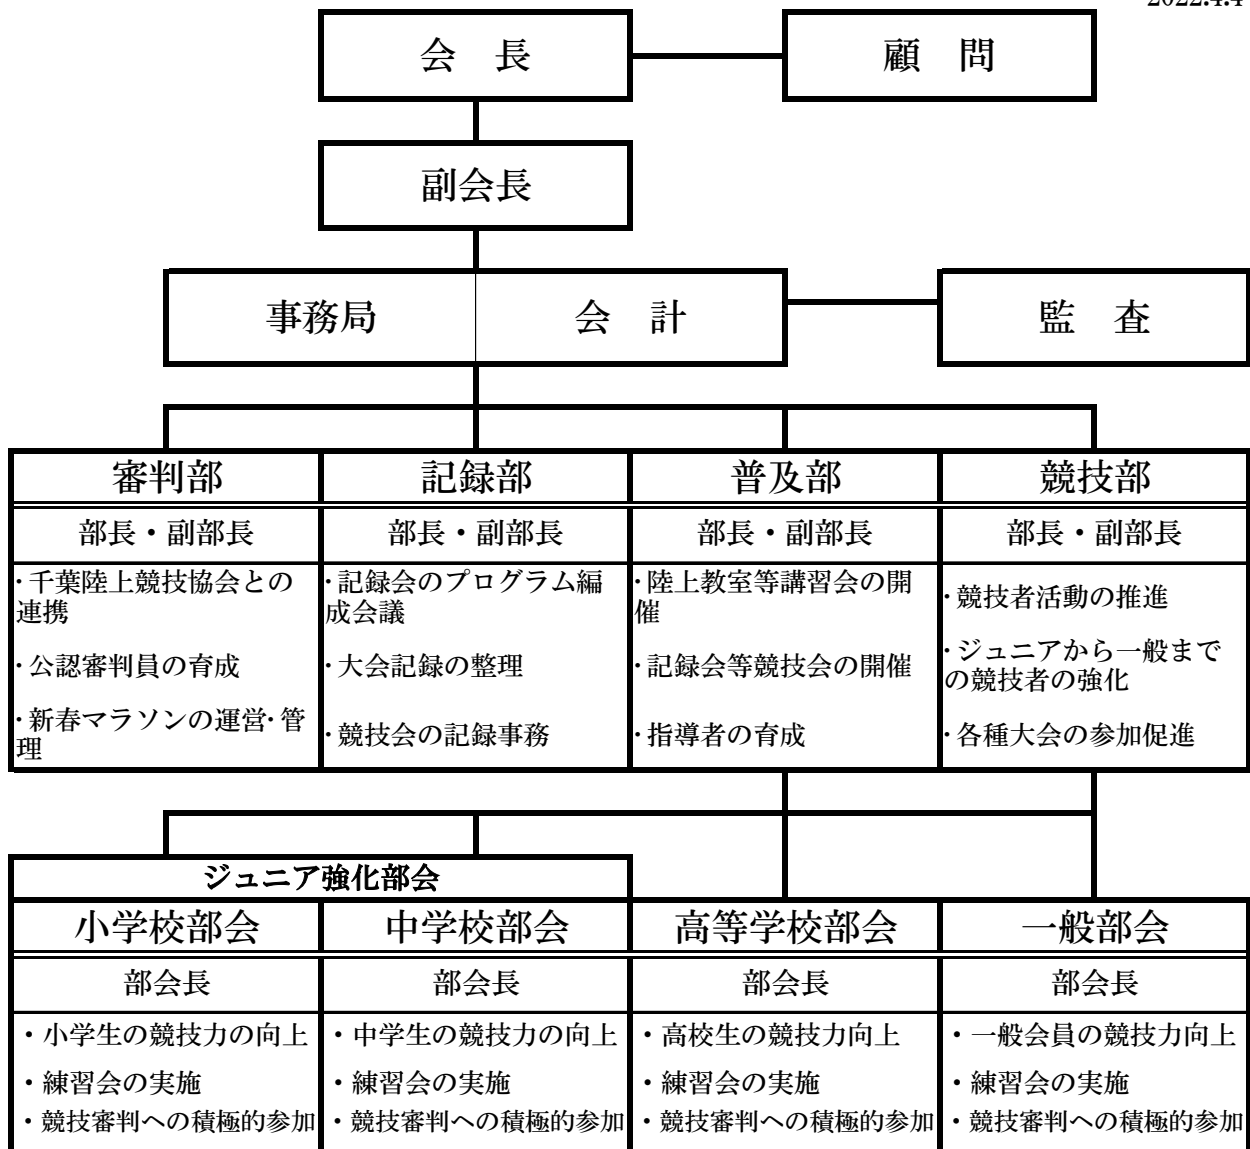 2022.4.4
会 長
顧 問
副会長
事務局
会 計
監 査
審判部
記録部
普及部
競技部
部長・副部長
部長・副部長
部長・副部長
部長・副部長
・千葉陸上競技協会との
連携
・公認審判員の育成
・新春マラソンの運営・管
理
・記録会のプログラム編
成会議
・大会記録の整理
・競技会の記録事務
・陸上教室等講習会の開
催
・記録会等競技会の開催
・指導者の育成
・競技者活動の推進
・ジュニアから一般まで
の競技者の強化
・各種大会の参加促進
ジュニア強化部会
小学校部会
中学校部会
高等学校部会
一般部会
部会長
部会長
部会長
部会長
・小学生の競技力の向上
・練習会の実施
・競技審判への積極的参加
・中学生の競技力の向上
・練習会の実施
・競技審判への積極的参加
・高校生の競技力向上
・練習会の実施
・競技審判への積極的参加
・一般会員の競技力向上
・練習会の実施
・競技審判への積極的参加